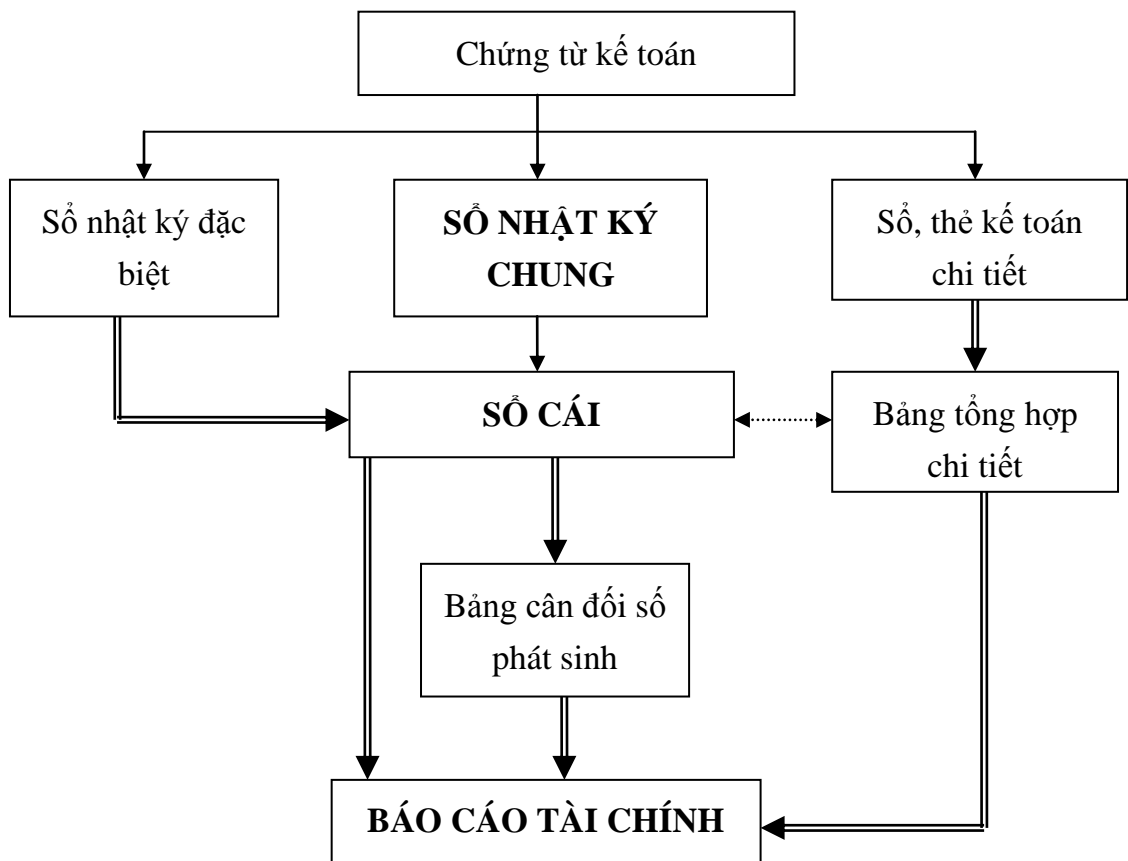 Chứng từ kế toán
Sổ nhật ký đặc
biệt
SỔ NHẬT KÝ
CHUNG
Sổ, thẻ kế toán
chi tiết
SỔ CÁI
Bảng tổng hợp
chi tiết
Bảng cân đối số
phát sinh
BÁO CÁO TÀI CHÍNH